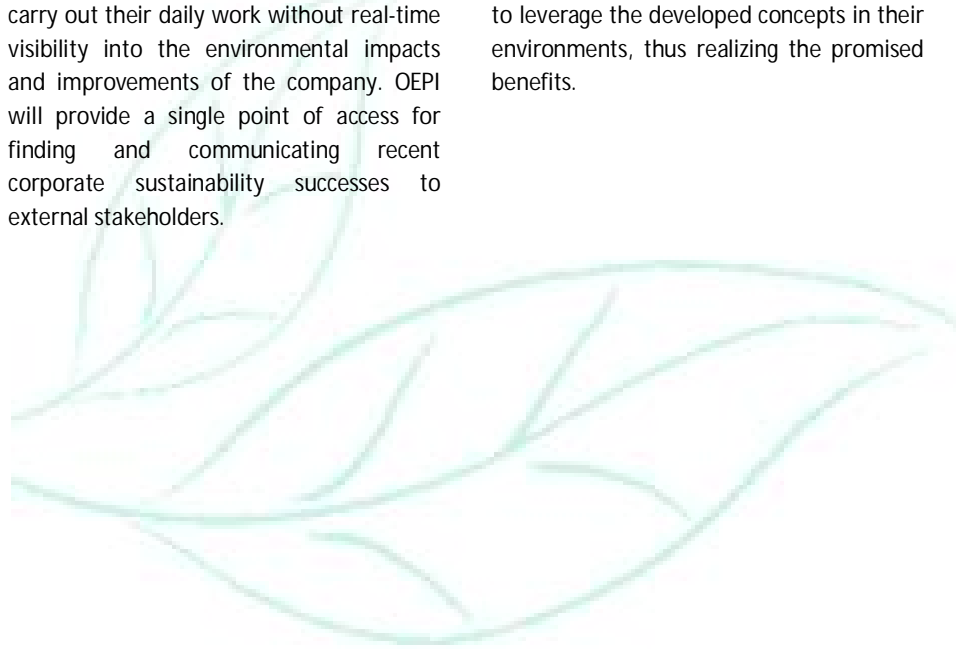 carry out their daily work without real-time
visibility into the environmental impacts
and improvements of the company. OEPI
will provide a single point of access for
finding and communicating recent
corporate sustainability successes to
external stakeholders.
to leverage the developed concepts in their
environments, thus realizing the promised
benefits.